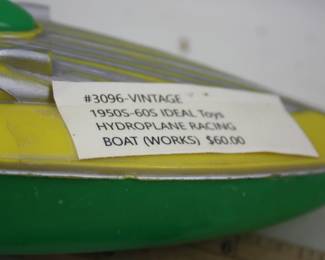 #3096-VINTAGE
1950S-60S IDEAL Toys
HYDROPLANE RACING
BOAT (WORKS) $60.00